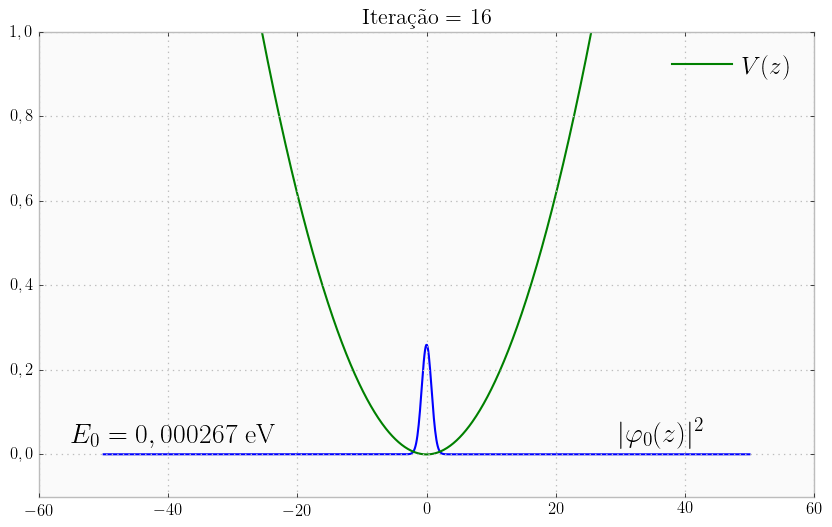 Iteração = 16
1,0
V(z)
0,8
0,6
0,4
0,2
E₀ = 0,000267 eV
|φ₀(z)|²
0,0
−60 −40 −20 0 20 40 60